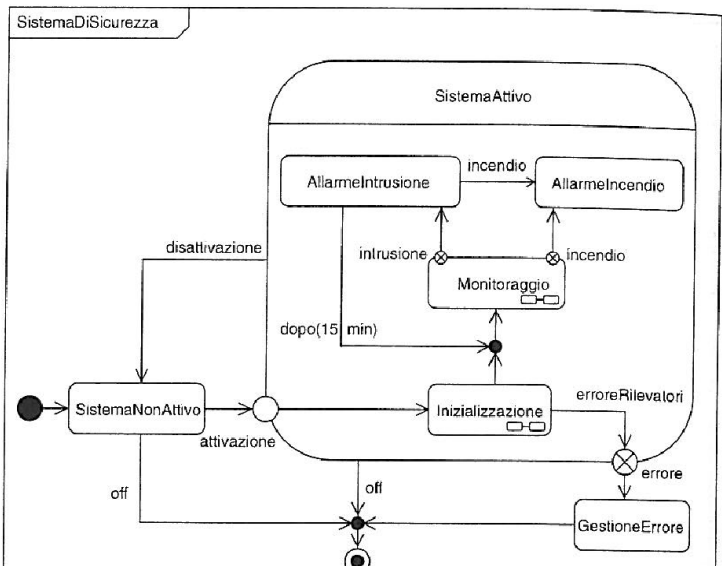 SistemaDiSicurezza
SistemaAttivo
AllarmeIntrusione
incendio
AllarmeIncendio
disattivazione
intrusione
incendio
Monitoraggio
dopo(15 min)
SistemaNonAttivo
attivazione
Inizializzazione
erroreRilevatori
errore
off
off
GestioneErrore